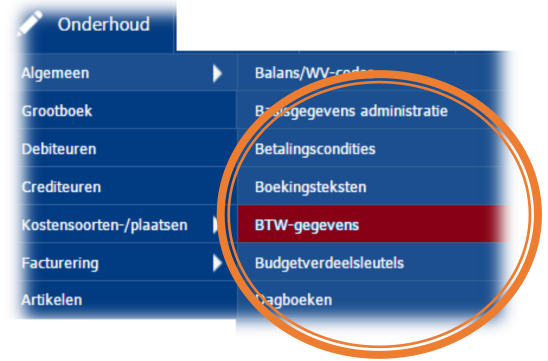 Onderhoud
Algemeen
Grootboek
Debiteuren
Crediteuren
Kostensoorten-/plaatsen
Facturering
Artikelen
Balans/WV-codes
Basisgegevens administratie
Betalingscondities
Boekingsteksten
BTW-gegevens
Budgetverdeelsleutels
Dagboeken